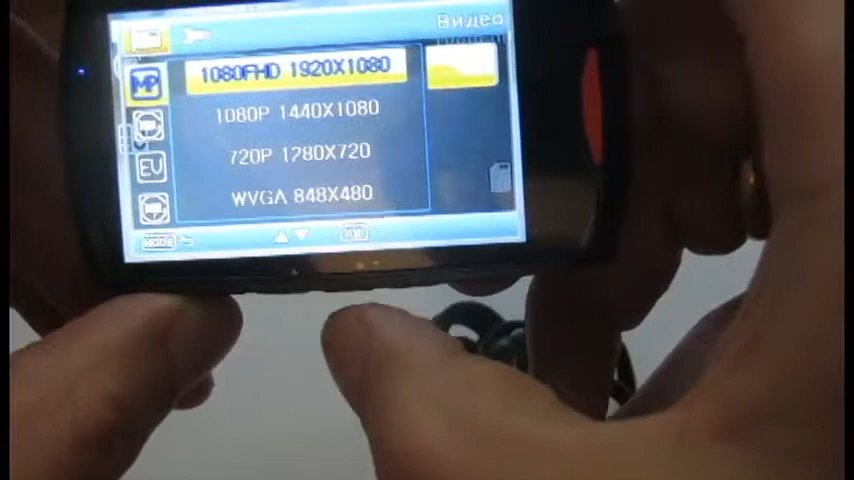 Видео
1080FHD 1920X1080
MP
1080P 1440X1080
720P 1280X720
EV
WVGA 848X480
MODE
OK